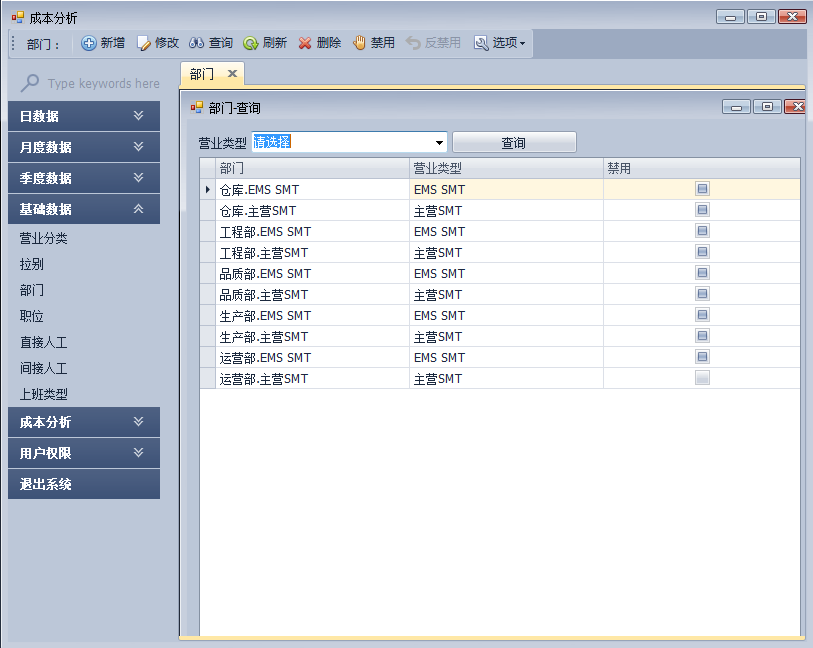 成本分析
部门： 新增 修改 查询 刷新 删除 禁用 反禁用 选项
Type keywords here
日数据
月度数据
季度数据
基础数据
营业分类
拉别
部门
职位
直接人工
间接人工
上班类型
成本分析
用户权限
退出系统
部门
部门-查询
营业类型 请选择 查询
部门 营业类型 禁用
仓库.EMS SMT EMS SMT
仓库.主营SMT 主营SMT
工程部.EMS SMT EMS SMT
工程部.主营SMT 主营SMT
品质部.EMS SMT EMS SMT
品质部.主营SMT 主营SMT
生产部.EMS SMT EMS SMT
生产部.主营SMT 主营SMT
运营部.EMS SMT EMS SMT
运营部.主营SMT 主营SMT